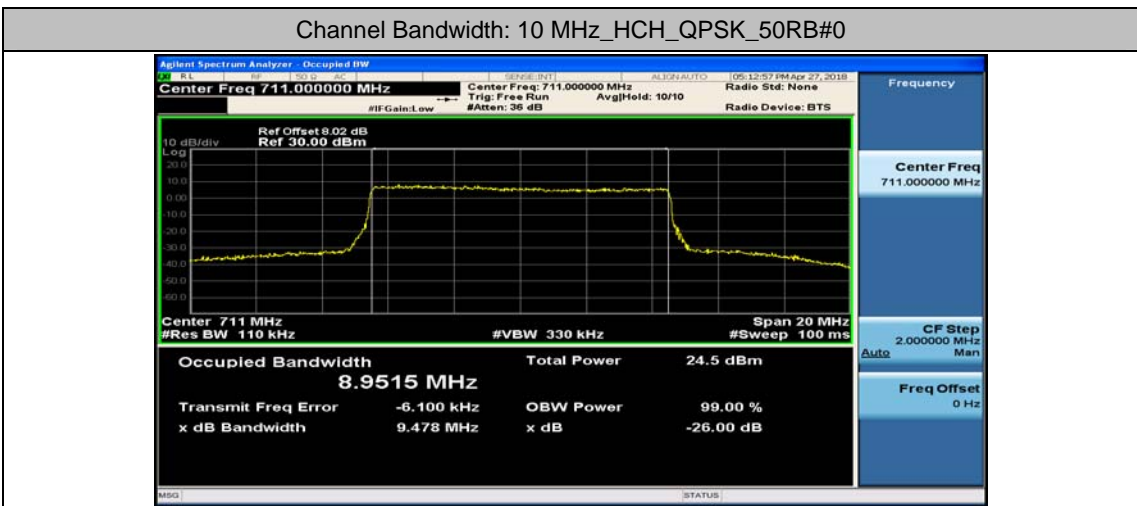 Channel Bandwidth: 10 MHz_HCH_QPSK_50RB#0
Agilent Spectrum Analyzer - Occupied BW
RL RF 50 Ω AC SENSE:INT ALIGN AUTO 05:12:57 PM Apr 27, 2018
Center Freq 711.000000 MHz
Center Freq: 711.000000 MHz
Radio Std: None
Trig: Free Run Avg|Hold: 10/10
#IFGain:Low #Atten: 36 dB Radio Device: BTS
Ref Offset 8.02 dB
10 dB/div Ref 30.00 dBm
Log
20.0
10.0
0.00
-10.0
-20.0
-30.0
-40.0
-50.0
-60.0
Center 711 MHz Span 20 MHz
#Res BW 110 kHz #VBW 330 kHz #Sweep 100 ms
Occupied Bandwidth Total Power 24.5 dBm
8.9515 MHz
Transmit Freq Error -6.100 kHz OBW Power 99.00 %
x dB Bandwidth 9.478 MHz x dB -26.00 dB
MSG STATUS
Frequency
Center Freq
711.000000 MHz
CF Step
2.000000 MHz
Auto Man
Freq Offset
0 Hz